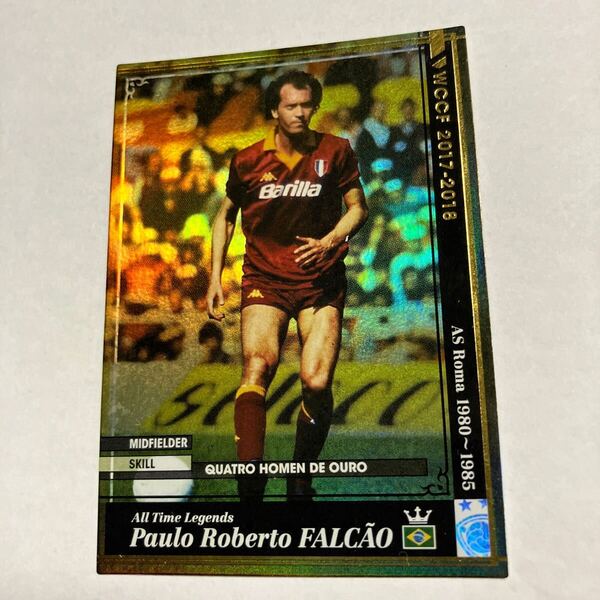 WCCF 2017-2018
Barilla
Kappa
AS Roma 1980~1985
MIDFIELDER
SKILL
QUATRO HOMEN DE OURO
All Time Legends
Paulo Roberto FALCÃO